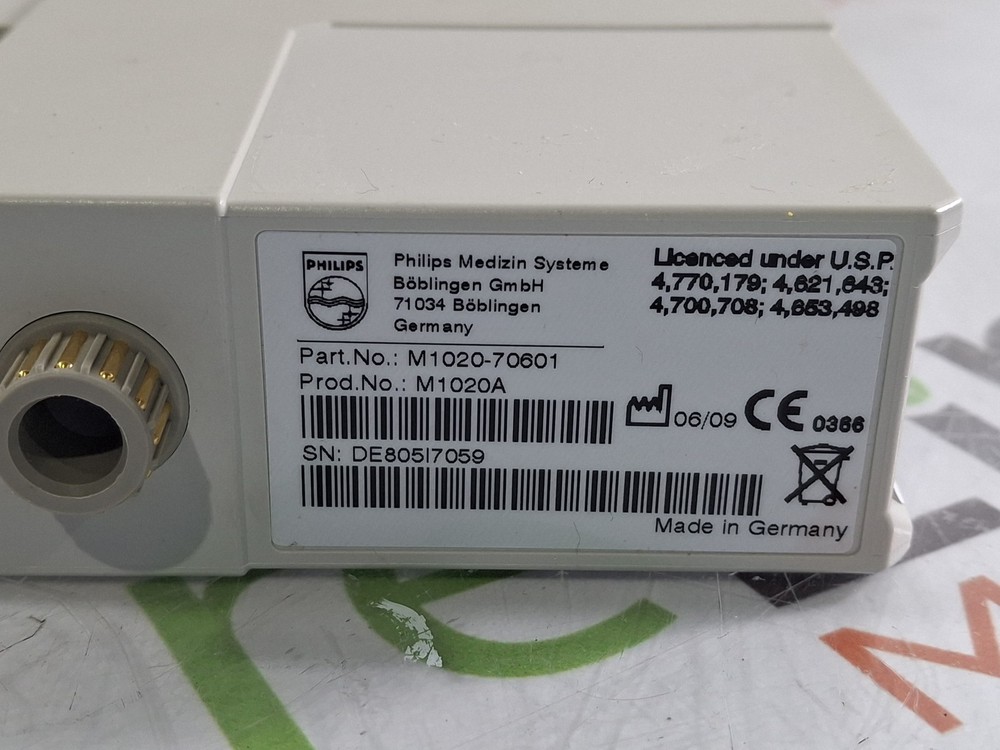 PHILIPS
Philips Medizin Systeme
Böblingen GmbH
71034 Böblingen
Germany
Licenced under U.S.P.
4,770,179; 4,621,643;
4,700,708; 4,653,498
Part.No.: M1020-70601
Prod.No.: M1020A
06/09
CE 0366
SN: DE805I7059
Made in Germany